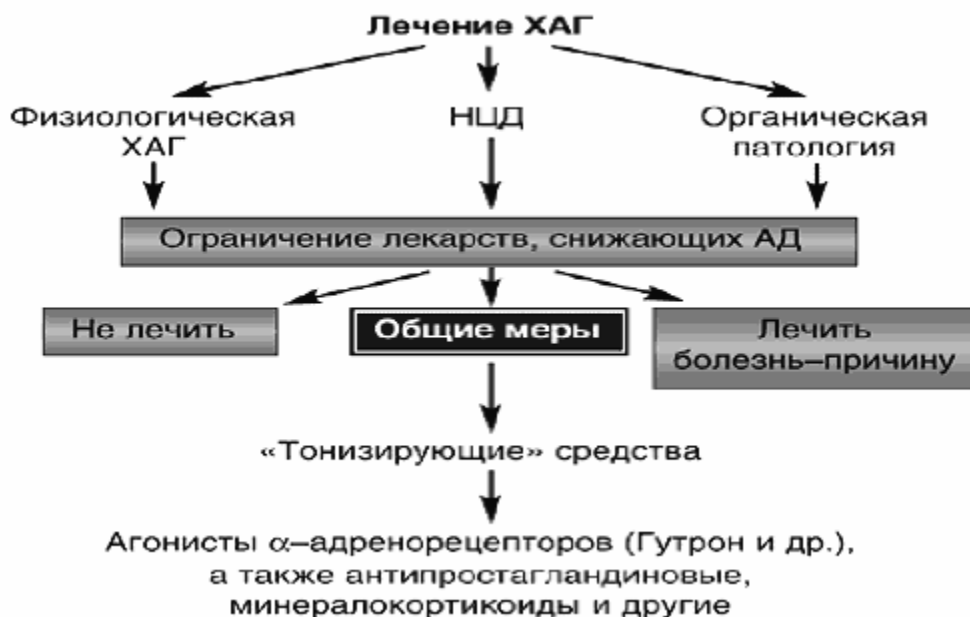 Лечение ХАГ
Физиологическая
ХАГ
НЦД
Органическая
патология
Ограничение лекарств, снижающих АД
Не лечить
Общие меры
Лечить
болезнь–причину
«Тонизирующие» средства
Агонисты α–адренорецепторов (Гутрон и др.),
а также антипростагландиновые,
минералокортикоиды и другие